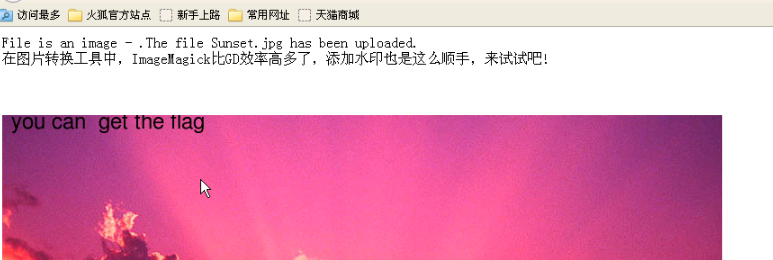 访问最多 火狐官方站点 新手上路 常用网址 天猫商城
File is an image - .The file Sunset.jpg has been uploaded.
在图片转换工具中，ImageMagick比GD效率高多了，添加水印也是这么顺手，来试试吧!
you can  get the flag